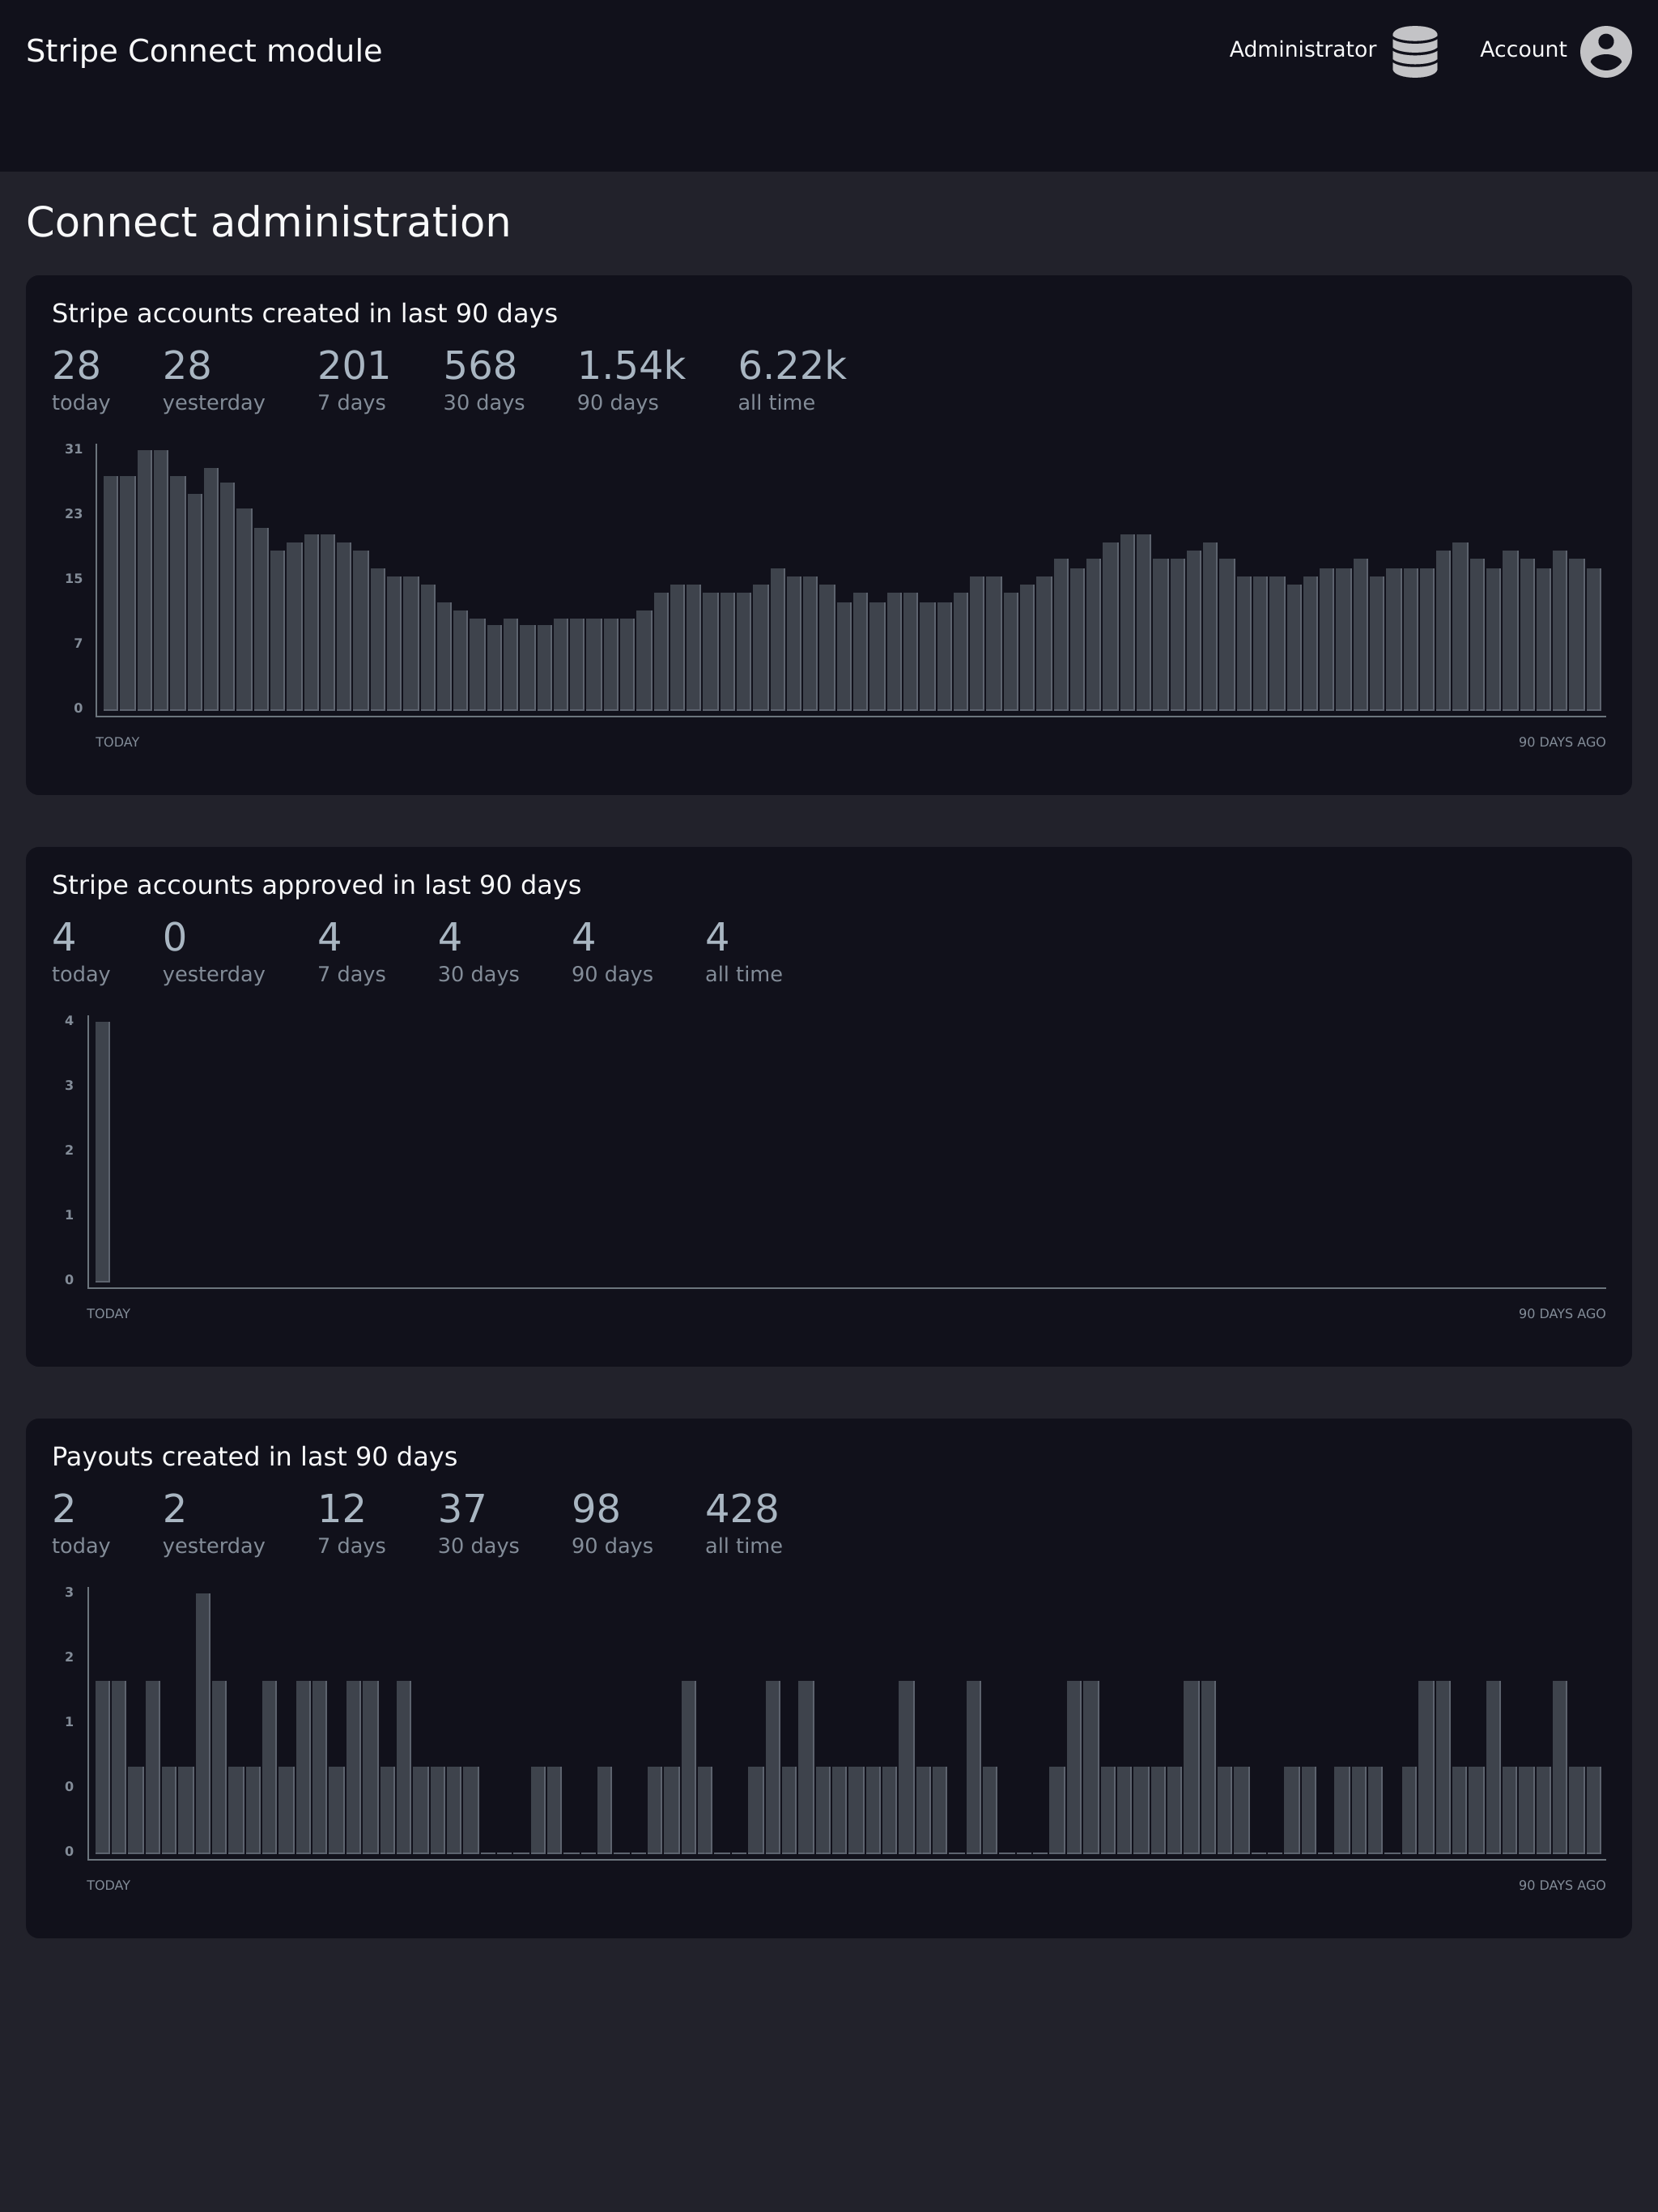 Stripe Connect module
Administrator
Account
Connect administration
Stripe accounts created in last 90 days
28 28 201 568 1.54k 6.22k
today yesterday 7 days 30 days 90 days all time
31
23
15
7
0
TODAY 90 DAYS AGO
Stripe accounts approved in last 90 days
4 0 4 4 4 4
today yesterday 7 days 30 days 90 days all time
4
3
2
1
0
TODAY 90 DAYS AGO
Payouts created in last 90 days
2 2 12 37 98 428
today yesterday 7 days 30 days 90 days all time
3
2
1
0
0
TODAY 90 DAYS AGO